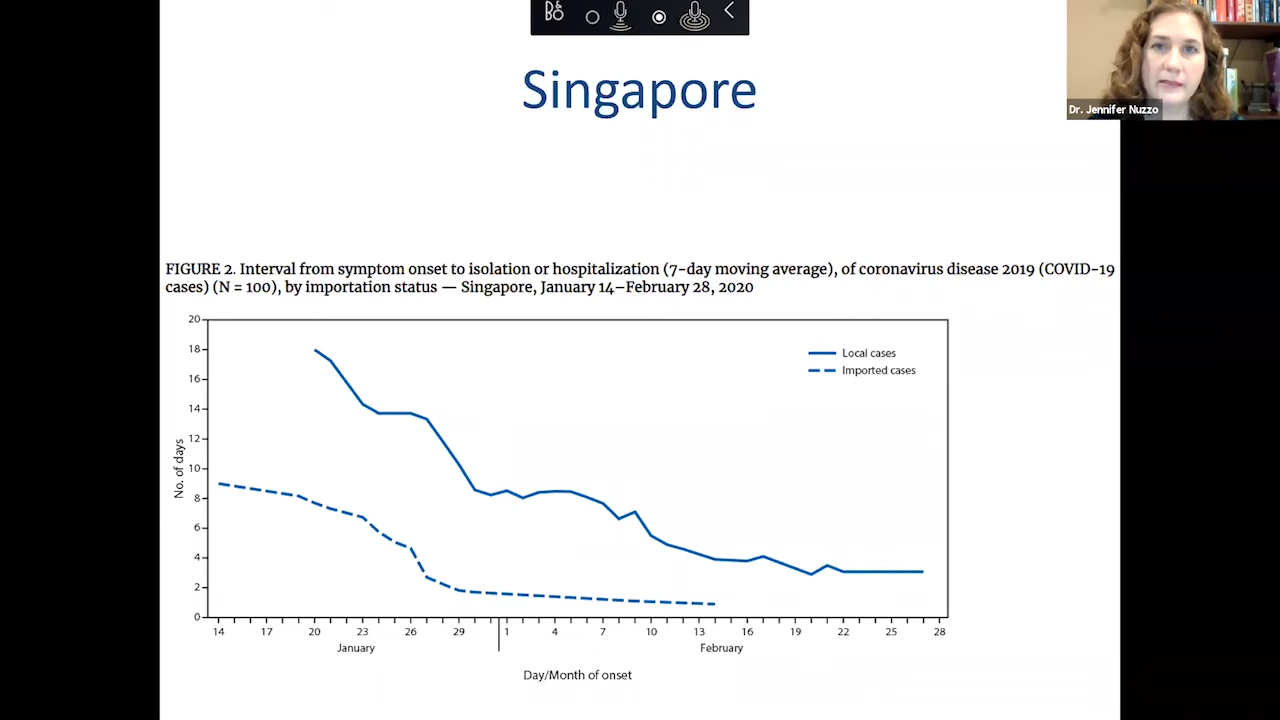 B&O
Singapore
Dr. Jennifer Nuzzo
FIGURE 2. Interval from symptom onset to isolation or hospitalization (7-day moving average), of coronavirus disease 2019 (COVID-19
cases) (N = 100), by importation status — Singapore, January 14–February 28, 2020
20
18
16
14
12
10
8
6
4
2
0
No. of days
Local cases
Imported cases
14 17 20 23 26 29 1 4 7 10 13 16 19 22 25 28
January February
Day/Month of onset